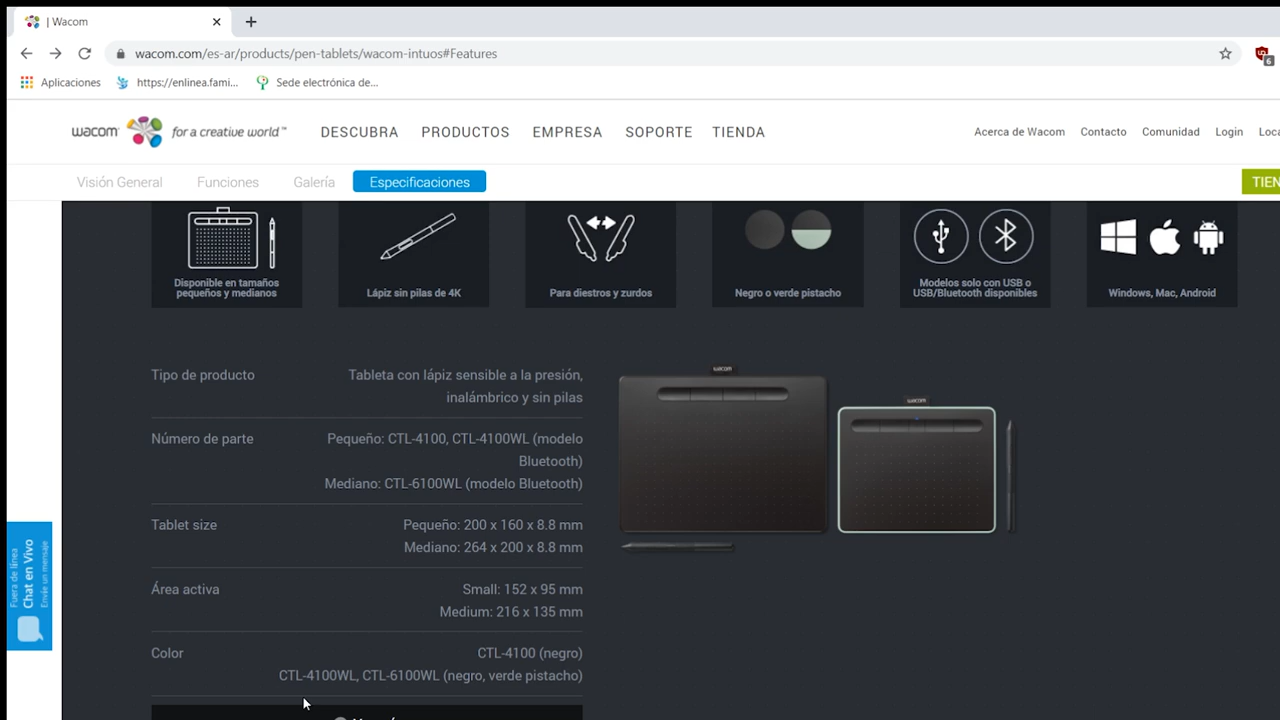 | Wacom
wacom.com/es-ar/products/pen-tablets/wacom-intuos#Features
6
Aplicaciones
https://enlinea.fami...
Sede electrónica de...
wacom
for a creative world™
DESCUBRA
PRODUCTOS
EMPRESA
SOPORTE
TIENDA
Acerca de Wacom
Contacto
Comunidad
Login
Visión General
Funciones
Galería
Especificaciones
Disponible en tamaños
pequeños y medianos
Lápiz sin pilas de 4K
Para diestros y zurdos
Negro o verde pistacho
Modelos solo con USB o
USB/Bluetooth disponibles
Windows, Mac, Android
Tipo de producto
Tableta con lápiz sensible a la presión,
inalámbrico y sin pilas
Número de parte
Pequeño: CTL-4100, CTL-4100WL (modelo
Bluetooth)
Mediano: CTL-6100WL (modelo Bluetooth)
Tablet size
Pequeño: 200 x 160 x 8.8 mm
Mediano: 264 x 200 x 8.8 mm
Área activa
Small: 152 x 95 mm
Medium: 216 x 135 mm
Color
CTL-4100 (negro)
CTL-4100WL, CTL-6100WL (negro, verde pistacho)
wacom
wacom
Fuera de línea
Chat en Vivo
Envíe un mensaje